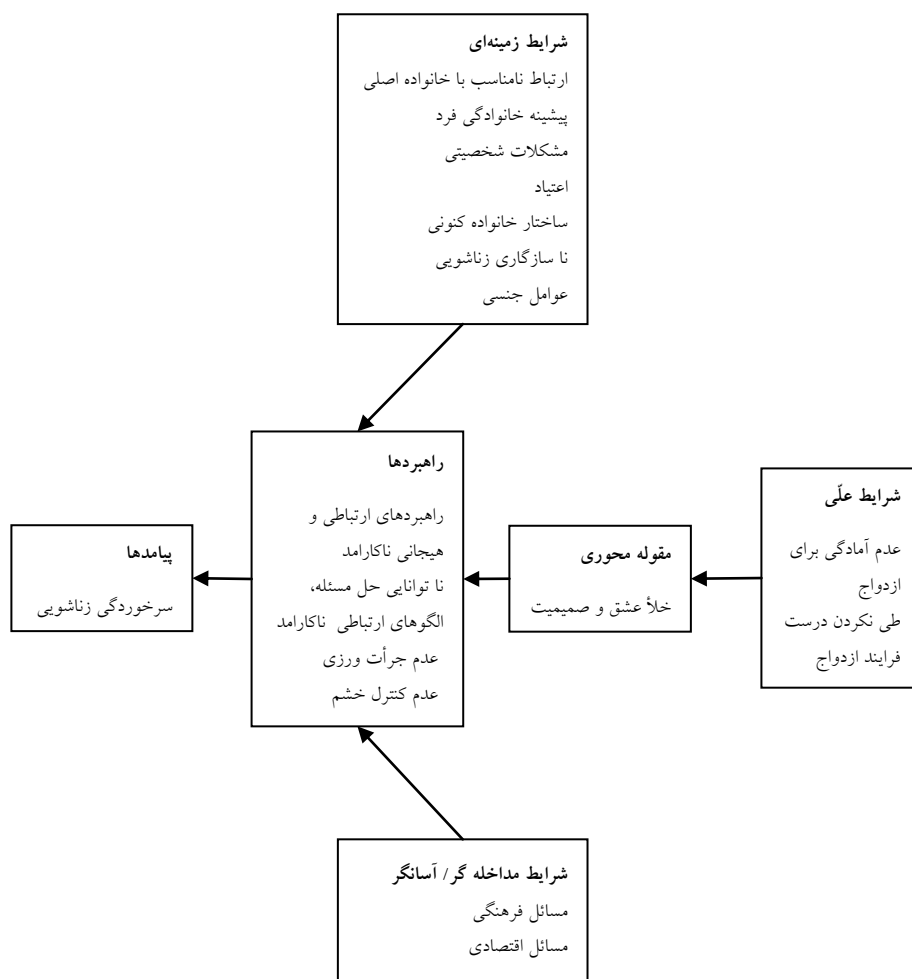 شرایط زمینه‌ای
ارتباط نامناسب با خانواده اصلی
پیشینه خانوادگی فرد
مشکلات شخصیتی
اعتیاد
ساختار خانواده کنونی
نا سازگاری زناشویی
عوامل جنسی
شرایط علّی
عدم آمادگی برای
ازدواج
طی نکردن درست
فرایند ازدواج
مقوله محوری
خلأ عشق و صمیمیت
راهبردها
راهبردهای ارتباطی و
هیجانی ناکارامد
نا توانایی حل مسئله،
الگوهای ارتباطی ناکارامد
عدم جرأت ورزی
عدم کنترل خشم
پیامدها
سرخوردگی زناشویی
شرایط مداخله گر/ آسانگر
مسائل فرهنگی
مسائل اقتصادی